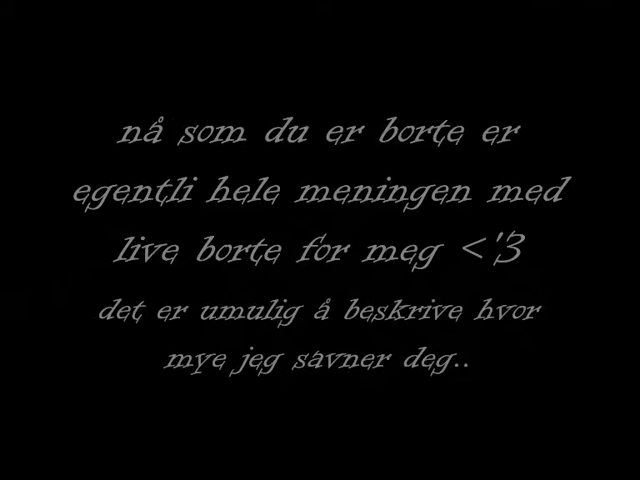 nå som du er borte er
egentli hele meningen med
live borte for meg <'3
det er umulig å beskrive hvor
mye jeg savner deg..